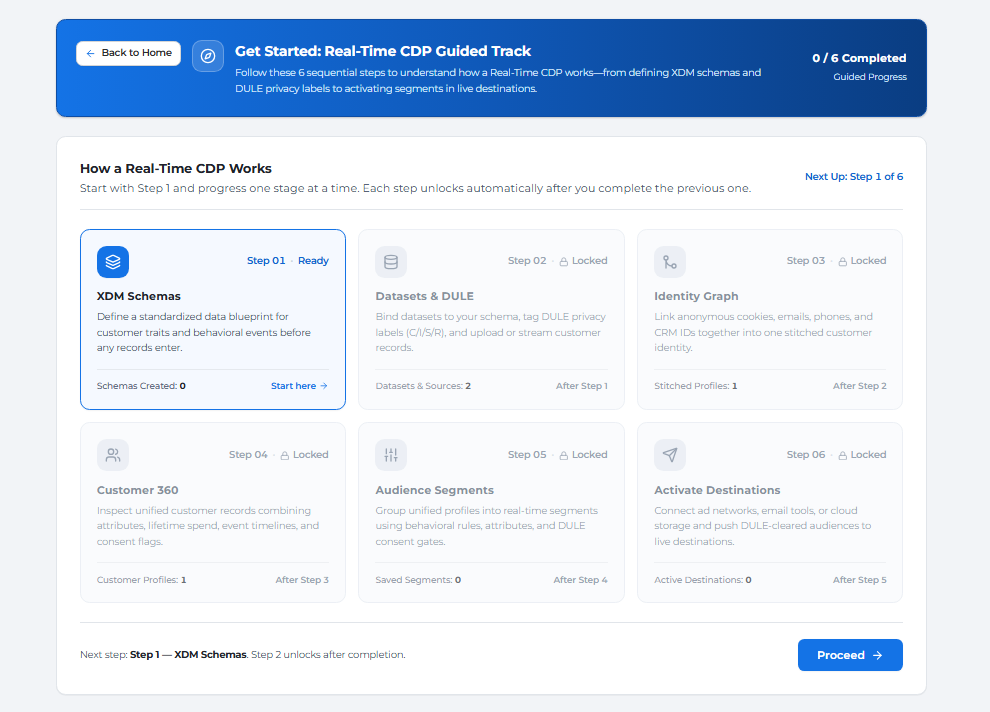 ← Back to Home
Get Started: Real-Time CDP Guided Track
Follow these 6 sequential steps to understand how a Real-Time CDP works—from defining XDM schemas and
DULE privacy labels to activating segments in live destinations.
0 / 6 Completed
Guided Progress
How a Real-Time CDP Works
Start with Step 1 and progress one stage at a time. Each step unlocks automatically after you complete the previous one.
Next Up: Step 1 of 6
Step 01 · Ready
XDM Schemas
Define a standardized data blueprint for
customer traits and behavioral events before
any records enter.
Schemas Created: 0
Start here →
Step 02 · Locked
Datasets & DULE
Bind datasets to your schema, tag DULE privacy
labels (C/I/S/R), and upload or stream customer
records.
Datasets & Sources: 2
After Step 1
Step 03 · Locked
Identity Graph
Link anonymous cookies, emails, phones, and
CRM IDs together into one stitched customer
identity.
Stitched Profiles: 1
After Step 2
Step 04 · Locked
Customer 360
Inspect unified customer records combining
attributes, lifetime spend, event timelines, and
consent flags.
Customer Profiles: 1
After Step 3
Step 05 · Locked
Audience Segments
Group unified profiles into real-time segments
using behavioral rules, attributes, and DULE
consent gates.
Saved Segments: 0
After Step 4
Step 06 · Locked
Activate Destinations
Connect ad networks, email tools, or cloud
storage and push DULE-cleared audiences to
live destinations.
Active Destinations: 0
After Step 5
Next step: Step 1 — XDM Schemas. Step 2 unlocks after completion.
Proceed →